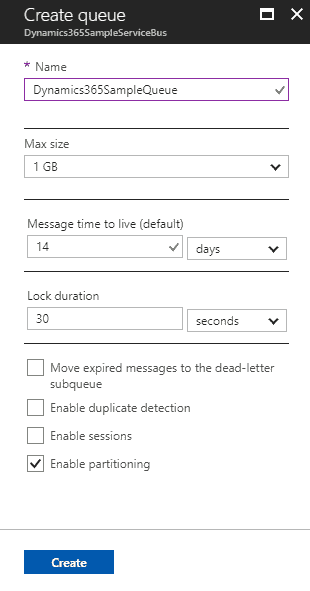 Create queue
Dynamics365SampleServiceBus
* Name
Dynamics365SampleQueue
Max size
1 GB
Message time to live (default)
14 days
Lock duration
30 seconds
Move expired messages to the dead-letter
subqueue
Enable duplicate detection
Enable sessions
Enable partitioning
Create